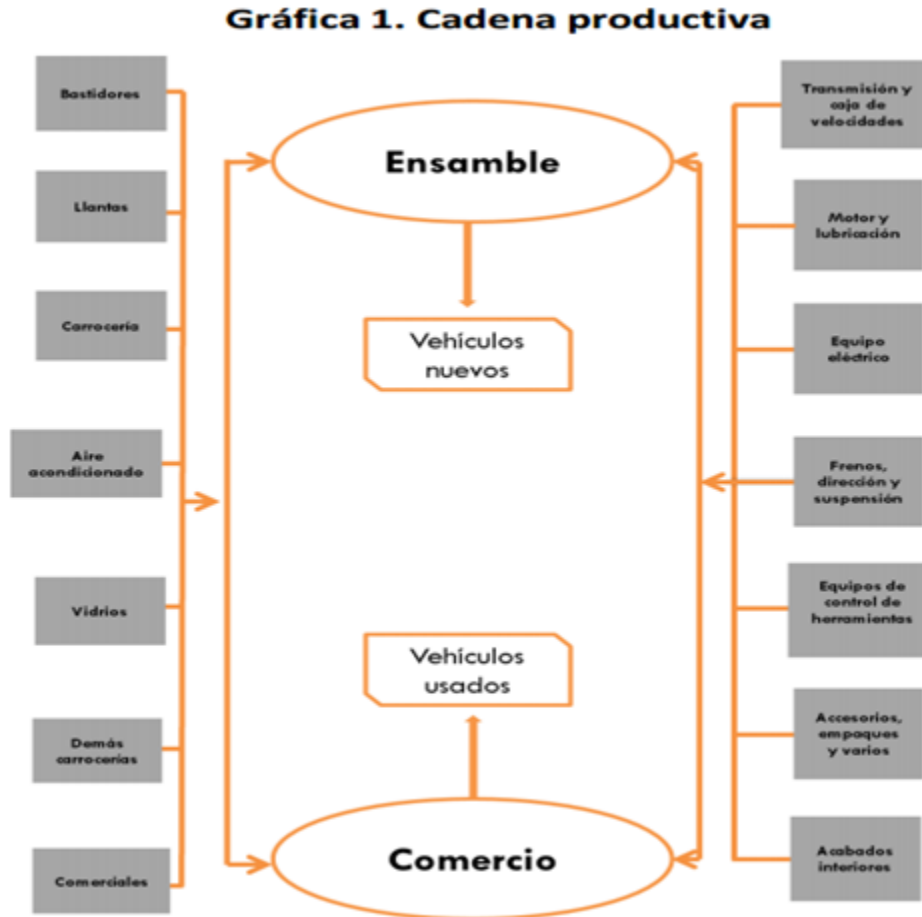 Gráfica 1. Cadena productiva
Bastidores
Llantas
Carrocería
Aire
acondicionado
Vidrios
Demás
carrocerías
Comerciales
Ensamble
Vehículos
nuevos
Vehículos
usados
Comercio
Transmisión y
caja de
velocidades
Motor y
lubricación
Equipo
eléctrico
Frenos,
dirección y
suspensión
Equipos de
control de
herramientas
Accesorios,
empaques
y varios
Acabados
interiores